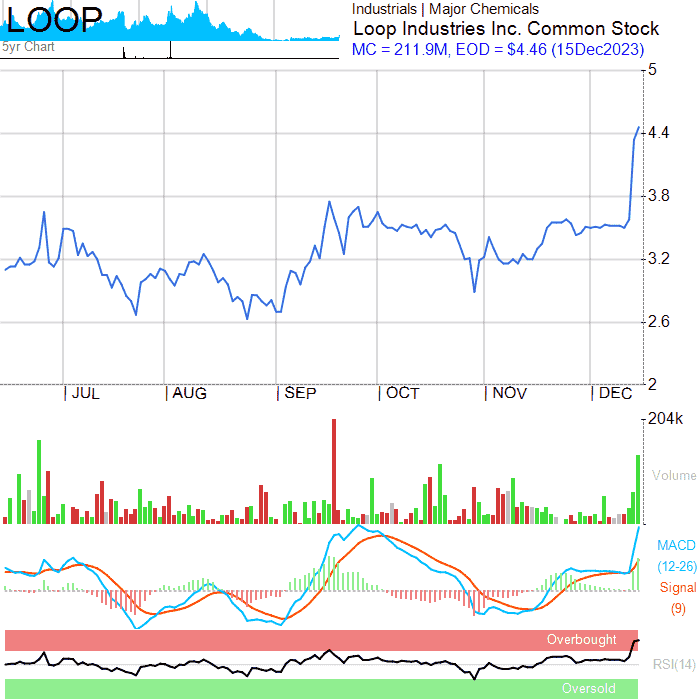 LOOP
5yr Chart
Industrials | Major Chemicals
Loop Industries Inc. Common Stock
MC = 211.9M, EOD = $4.46 (15Dec2023)
5
4.4
3.8
3.2
2.6
2
| JUL | AUG | SEP | OCT | NOV | DEC
204k
Volume
MACD
(12-26)
Signal
(9)
Overbought
RSI(14)
Oversold